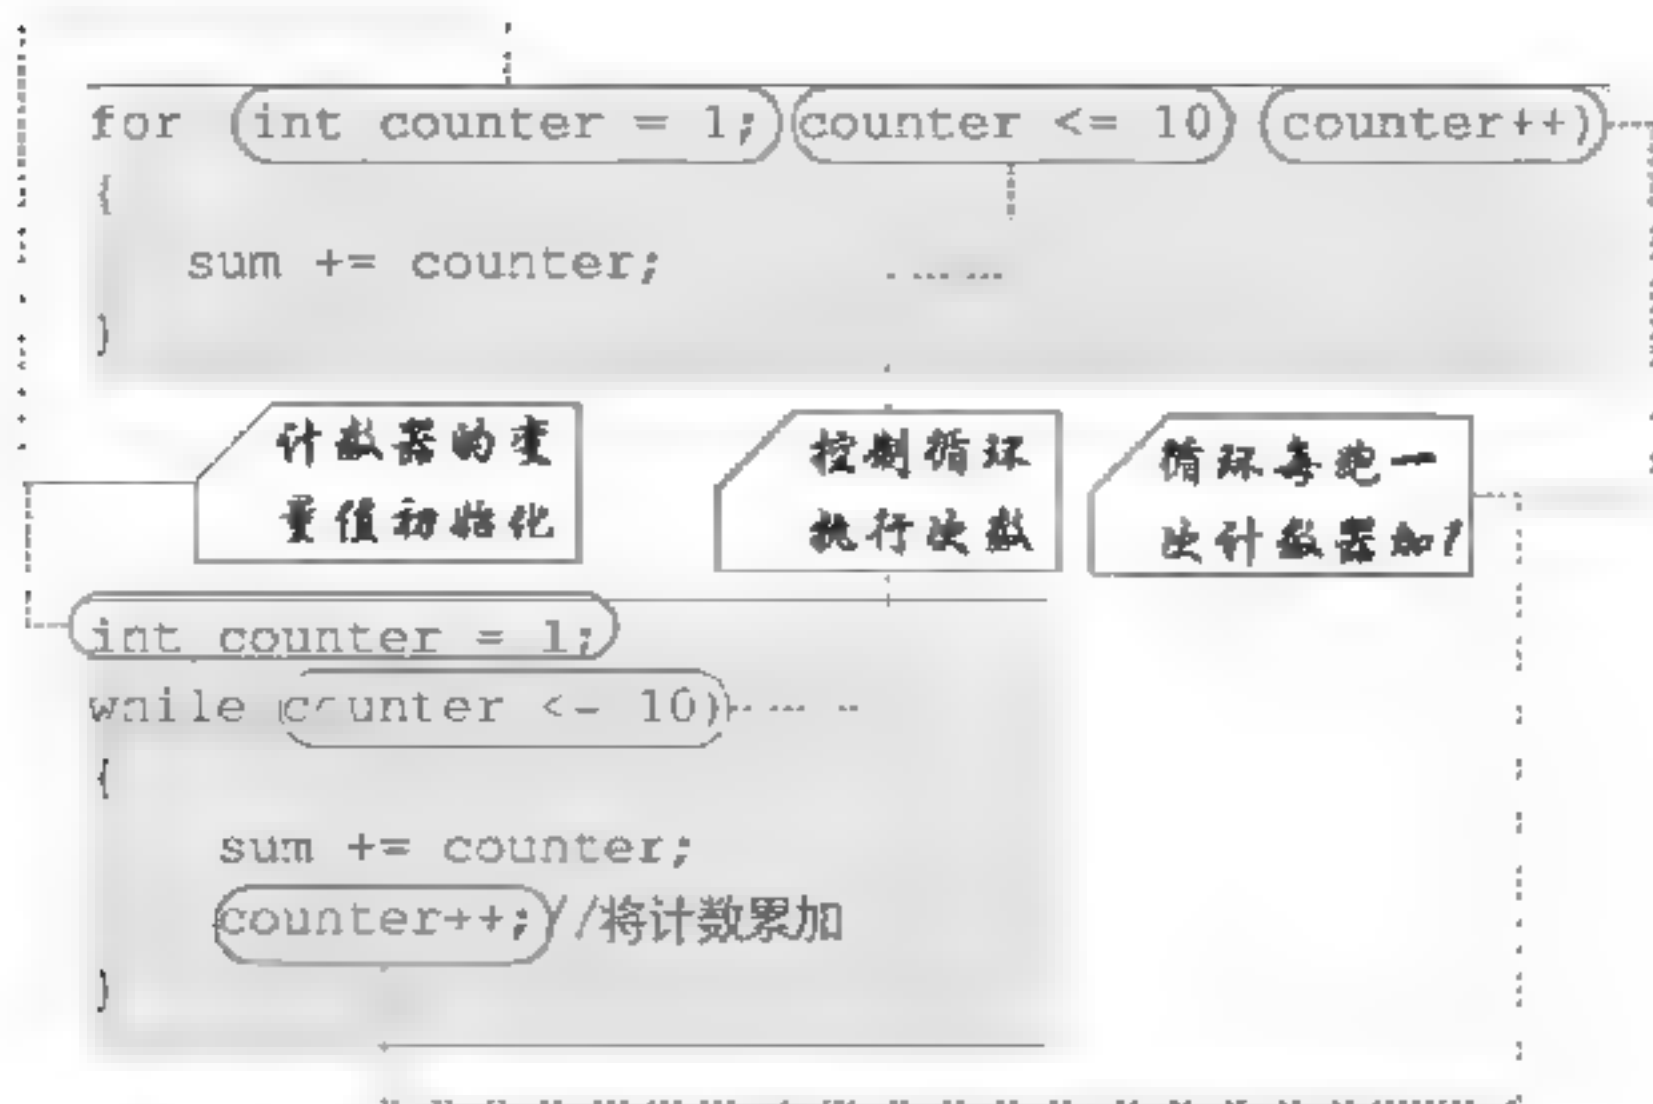 for (int counter = 1; counter <= 10; counter++)
{
sum += counter;
}
计数器的变
量值初始化
控制循环
执行次数
循环每跑一
次计数器加1
int counter = 1;
while (counter <= 10)
{
sum += counter;
counter++;//将计数累加
}